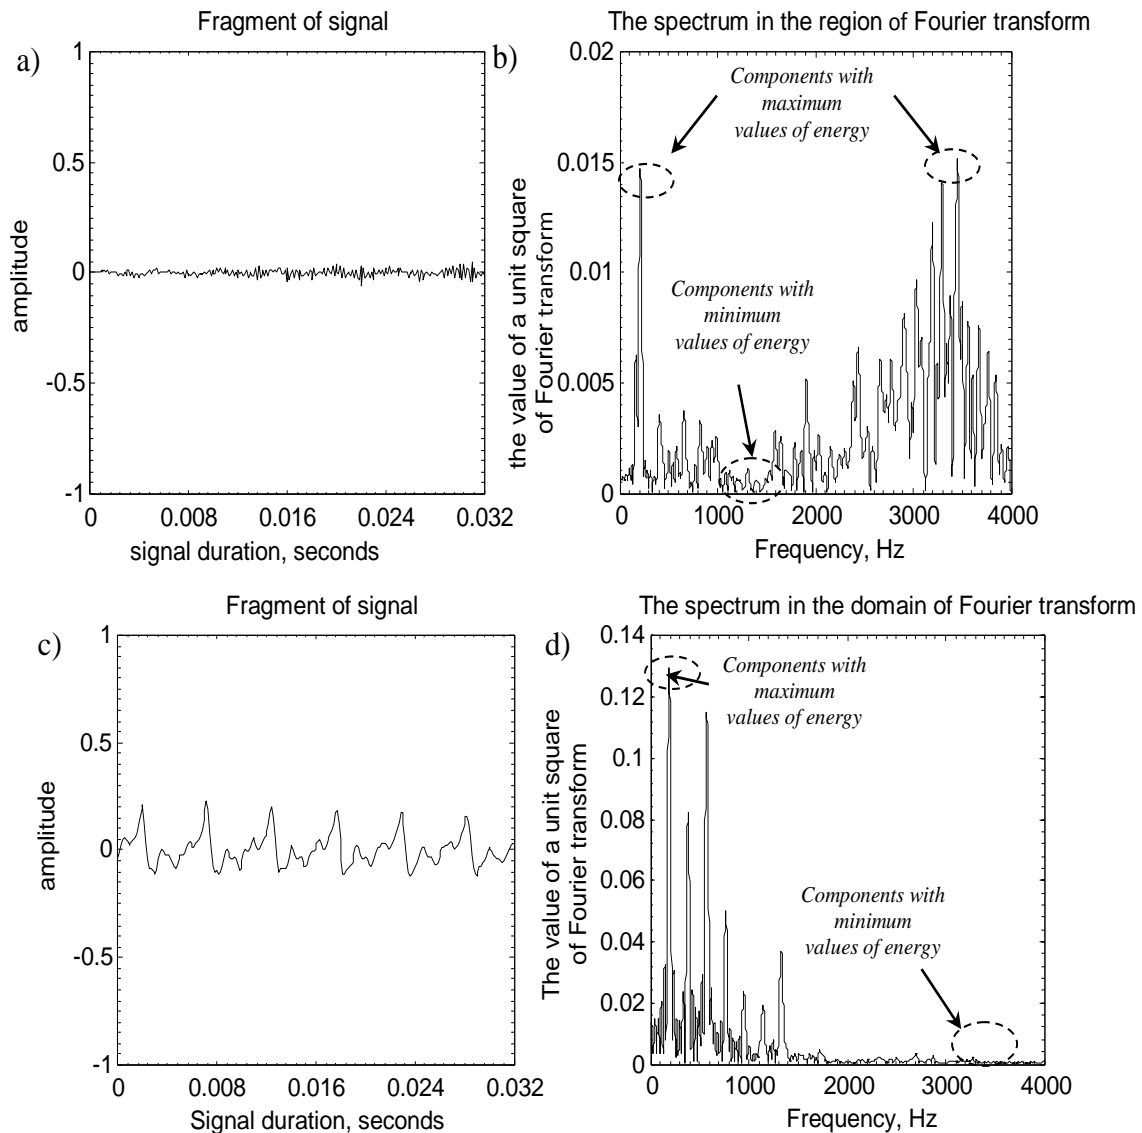 Fragment of signal
a)
1
0.5
0
-0.5
-1
amplitude
0 0.008 0.016 0.024 0.032
signal duration, seconds
The spectrum in the region of Fourier transform
b)
0.02
0.015
0.01
0.005
0
the value of a unit square
of Fourier transform
Components with
maximum
values of energy
Components with
minimum
values of energy
0 1000 2000 3000 4000
Frequency, Hz
Fragment of signal
c)
1
0.5
0
-0.5
-1
amplitude
0 0.008 0.016 0.024 0.032
Signal duration, seconds
The spectrum in the domain of Fourier transform
d)
0.14
0.12
0.1
0.08
0.06
0.04
0.02
0
The value of a unit square
of Fourier transform
Components with
maximum
values of energy
Components with
minimum
values of energy
0 1000 2000 3000 4000
Frequency, Hz